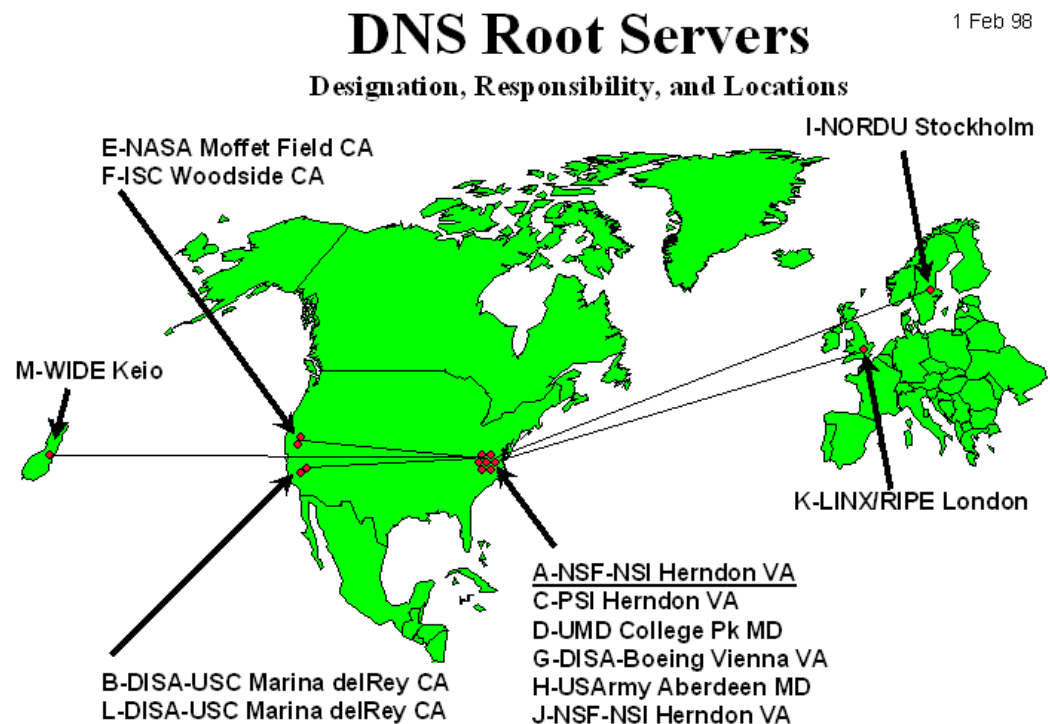 DNS Root Servers
1 Feb 98
Designation, Responsibility, and Locations
I-NORDU Stockholm
E-NASA Moffet Field CA
F-ISC Woodside CA
M-WIDE Keio
K-LINX/RIPE London
A-NSF-NSI Herndon VA
C-PSI Herndon VA
D-UMD College Pk MD
G-DISA-Boeing Vienna VA
H-USArmy Aberdeen MD
J-NSF-NSI Herndon VA
B-DISA-USC Marina delRey CA
L-DISA-USC Marina delRey CA